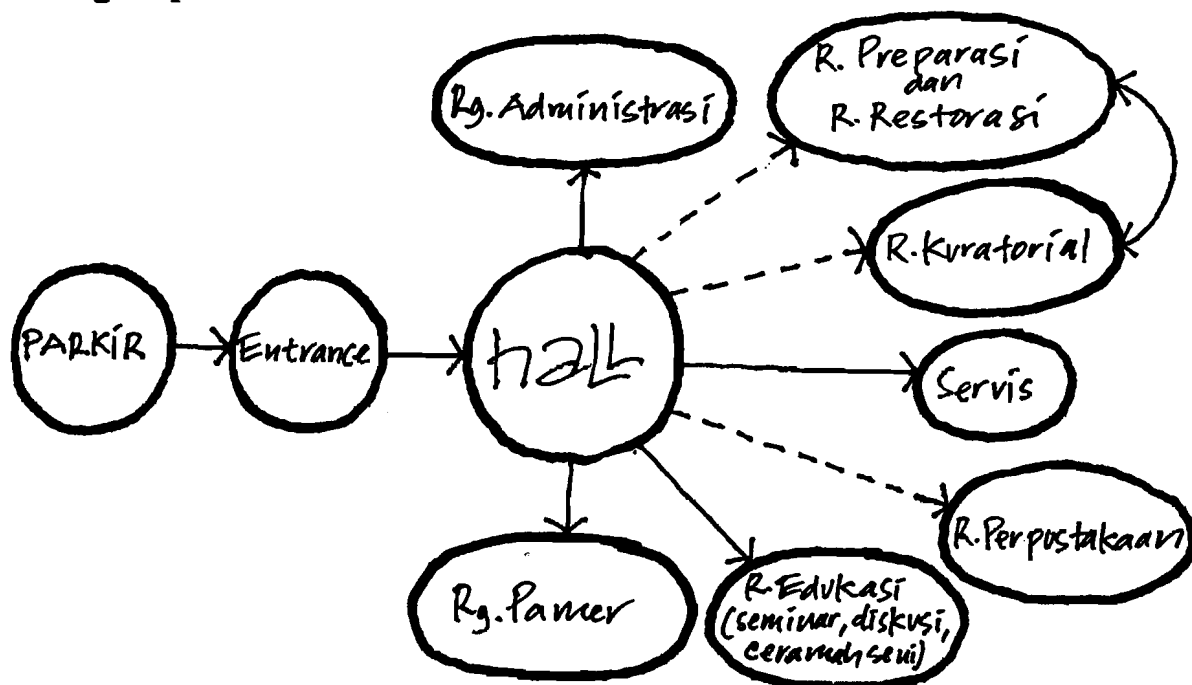 Rg. Administrasi
R. Preparasi
dan
R. Restorasi
R. Kuratorial
PARKIR
Entrance
hall
Servis
R. Perpustakaan
Rg. Pamer
R. Edukasi
(seminar, diskusi,
ceramah seni)